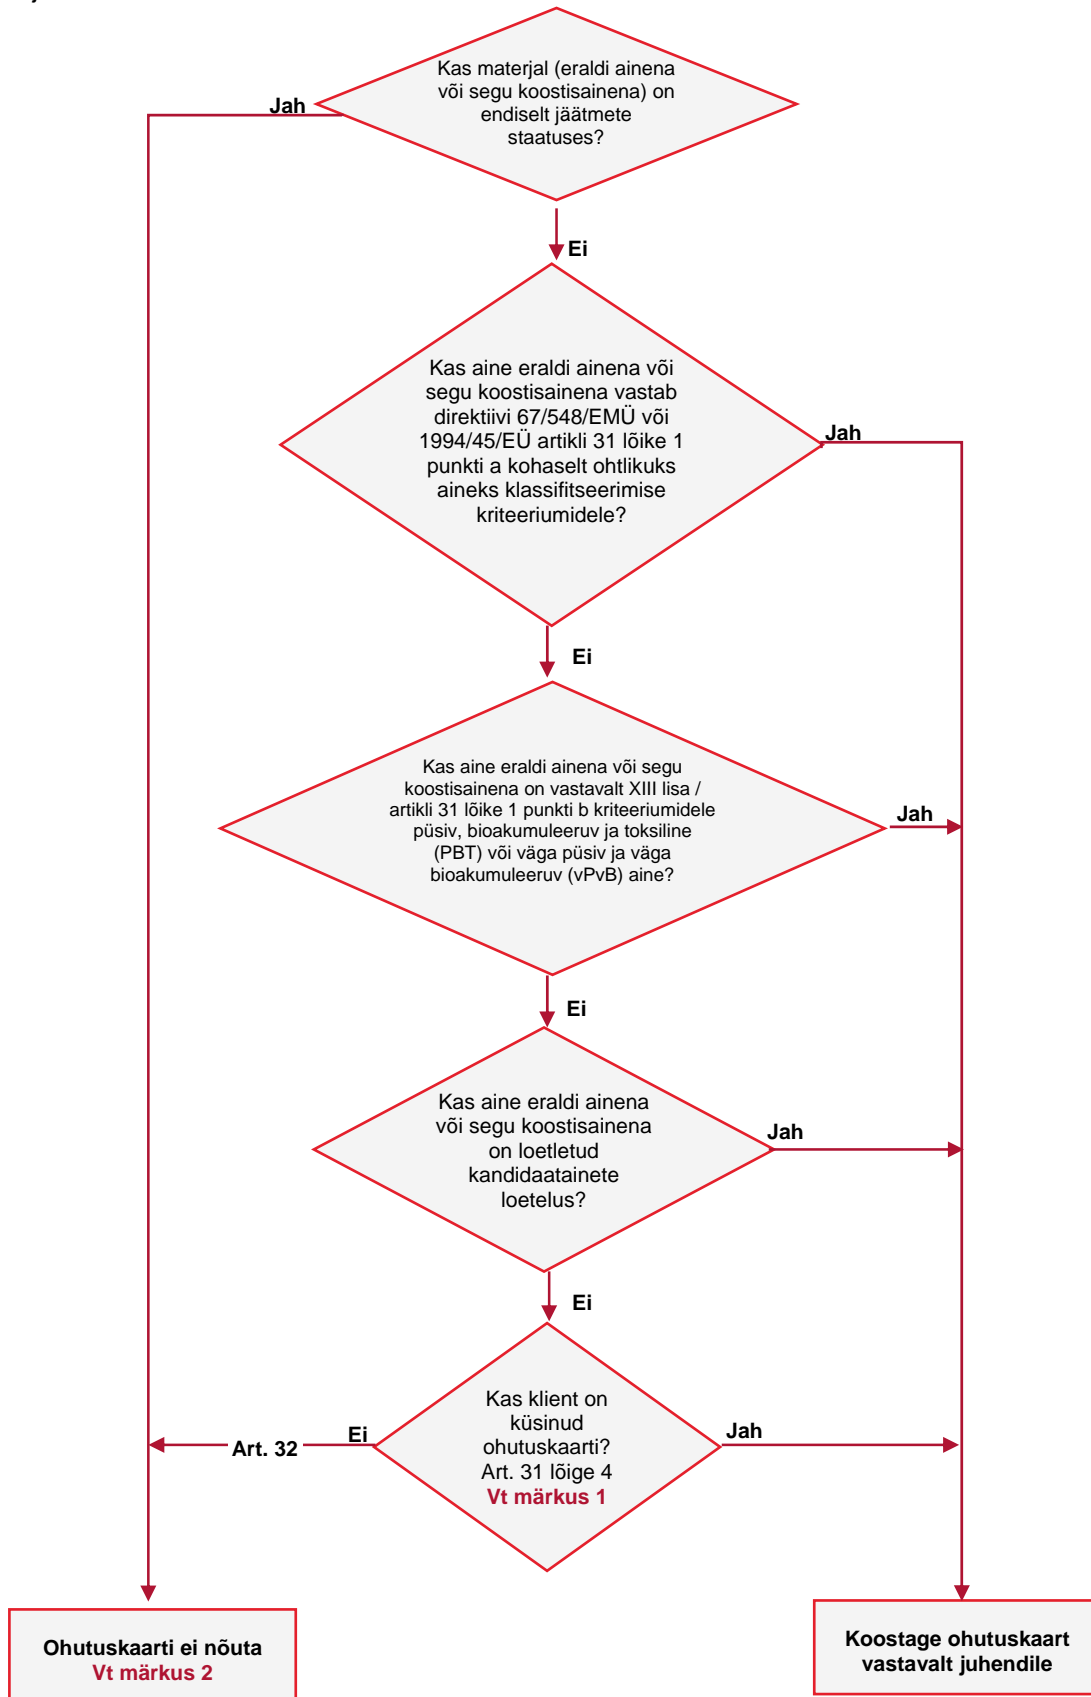 Kas materjal (eraldi ainena
või segu koostisainena) on
endiselt jäätmete
staatuses?
Jah
Ei
Kas aine eraldi ainena või
segu koostisainena vastab
direktiivi 67/548/EMÜ või
1994/45/EÜ artikli 31 lõike 1
punkti a kohaselt ohtlikuks
aineks klassifitseerimise
kriteeriumidele?
Jah
Ei
Kas aine eraldi ainena või segu
koostisainena on vastavalt XIII lisa /
artikli 31 lõike 1 punkti b kriteeriumidele
püsiv, bioakumuleeruv ja toksiline
(PBT) või väga püsiv ja väga
bioakumuleeruv (vPvB) aine?
Jah
Ei
Kas aine eraldi ainena
või segu koostisainena
on loetletud
kandidaatainete
loetelus?
Jah
Ei
Kas klient on
küsinud
ohutuskaarti?
Art. 31 lõige 4
Vt märkus 1
Ei
Art. 32
Jah
Ohutuskaarti ei nõuta
Vt märkus 2
Koostage ohutuskaart
vastavalt juhendile